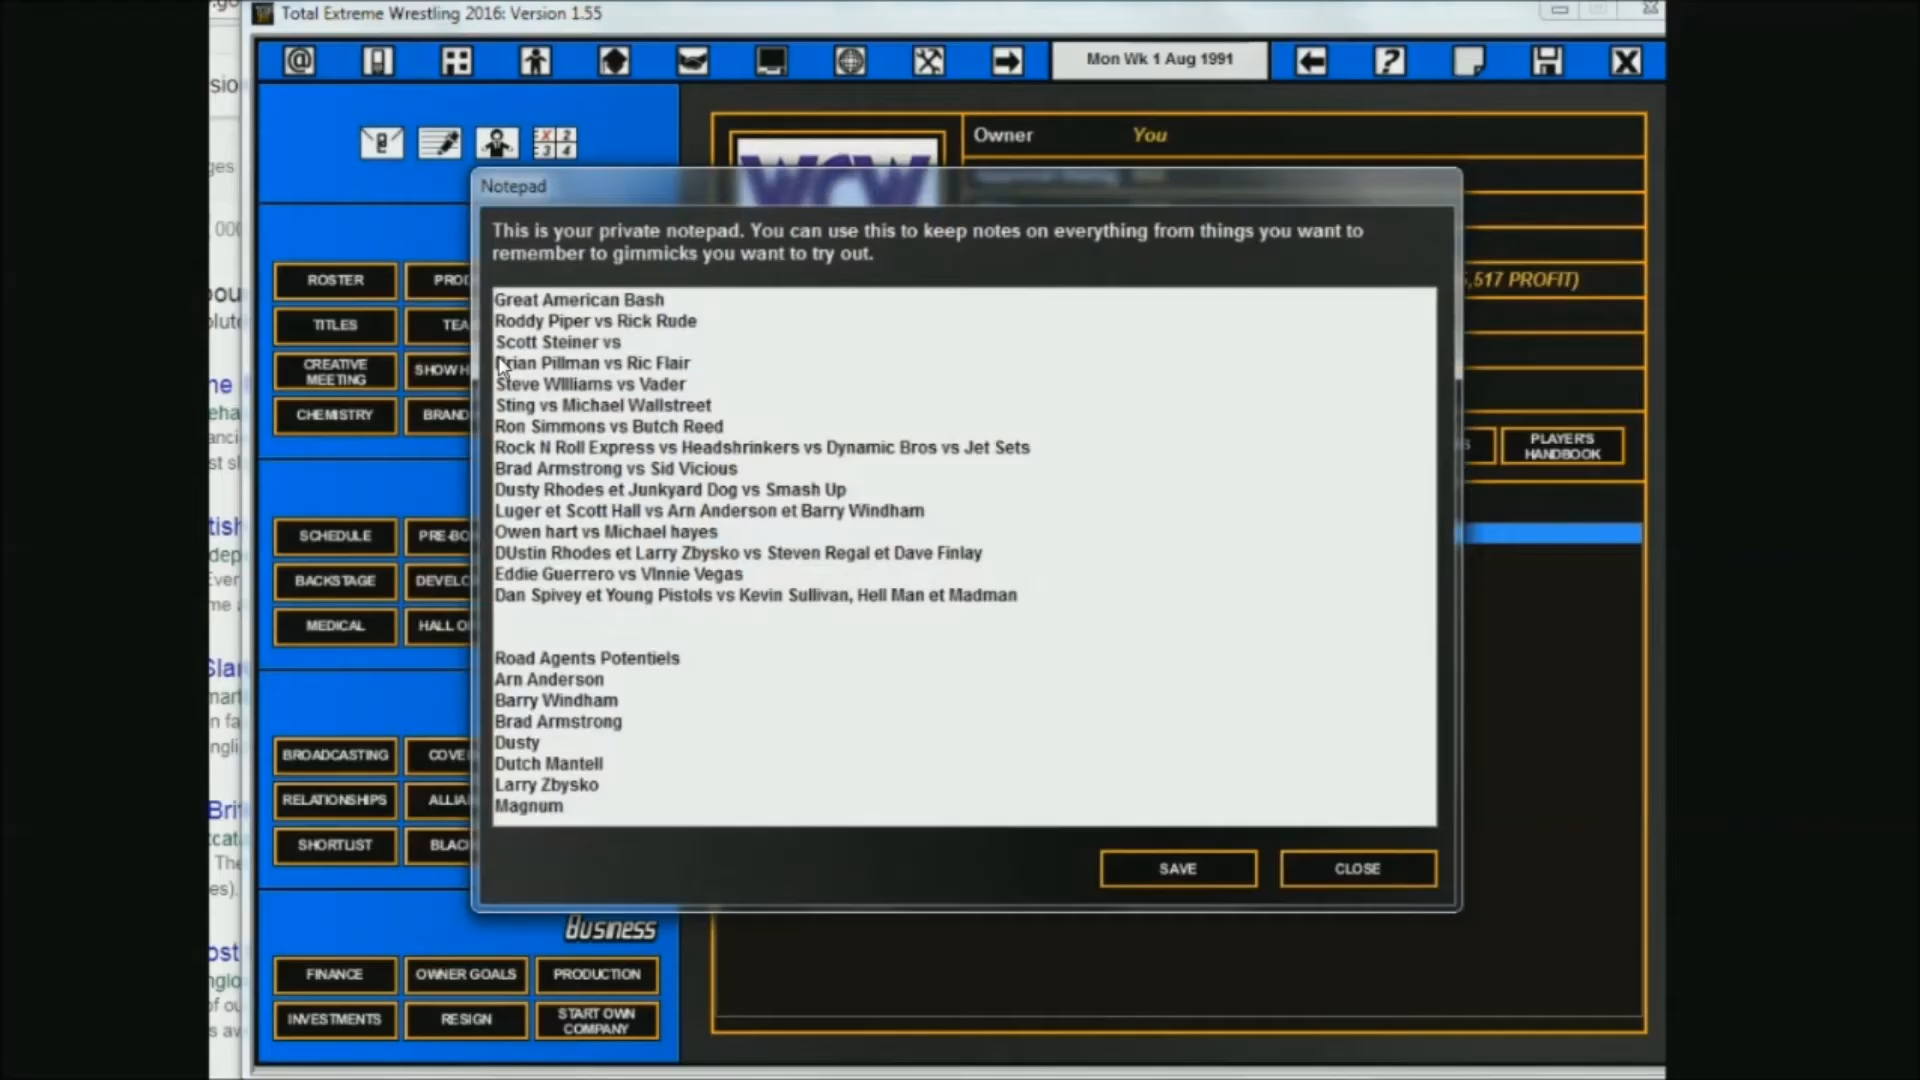 Total Extreme Wrestling 2016: Version 1.55
Mon Wk 1 Aug 1991
Owner You
WCW
Notepad
This is your private notepad. You can use this to keep notes on everything from things you want to
remember to gimmicks you want to try out.
Great American Bash
Roddy Piper vs Rick Rude
Scott Steiner vs
Brian Pillman vs Ric Flair
Steve WIlliams vs Vader
Sting vs Michael Wallstreet
Ron Simmons vs Butch Reed
Rock N Roll Express vs Headshrinkers vs Dynamic Bros vs Jet Sets
Brad Armstrong vs Sid Vicious
Dusty Rhodes et Junkyard Dog vs Smash Up
Luger et Scott Hall vs Arn Anderson et Barry Windham
Owen hart vs Michael hayes
DUstin Rhodes et Larry Zbysko vs Steven Regal et Dave Finlay
Eddie Guerrero vs VInnie Vegas
Dan Spivey et Young Pistols vs Kevin Sullivan, Hell Man et Madman
Road Agents Potentiels
Arn Anderson
Barry Windham
Brad Armstrong
Dusty
Dutch Mantell
Larry Zbysko
Magnum
SAVE CLOSE
,517 PROFIT)
PLAYER'S
HANDBOOK
ROSTER PROD
TITLES TEA
CREATIVE
MEETING
SHOW H
CHEMISTRY BRAND
SCHEDULE PRE-BO
BACKSTAGE DEVELO
MEDICAL HALL O
BROADCASTING COVE
RELATIONSHIPS ALLIA
SHORTLIST BLAC
Business
FINANCE OWNER GOALS PRODUCTION
INVESTMENTS RESIGN START OWN
COMPANY